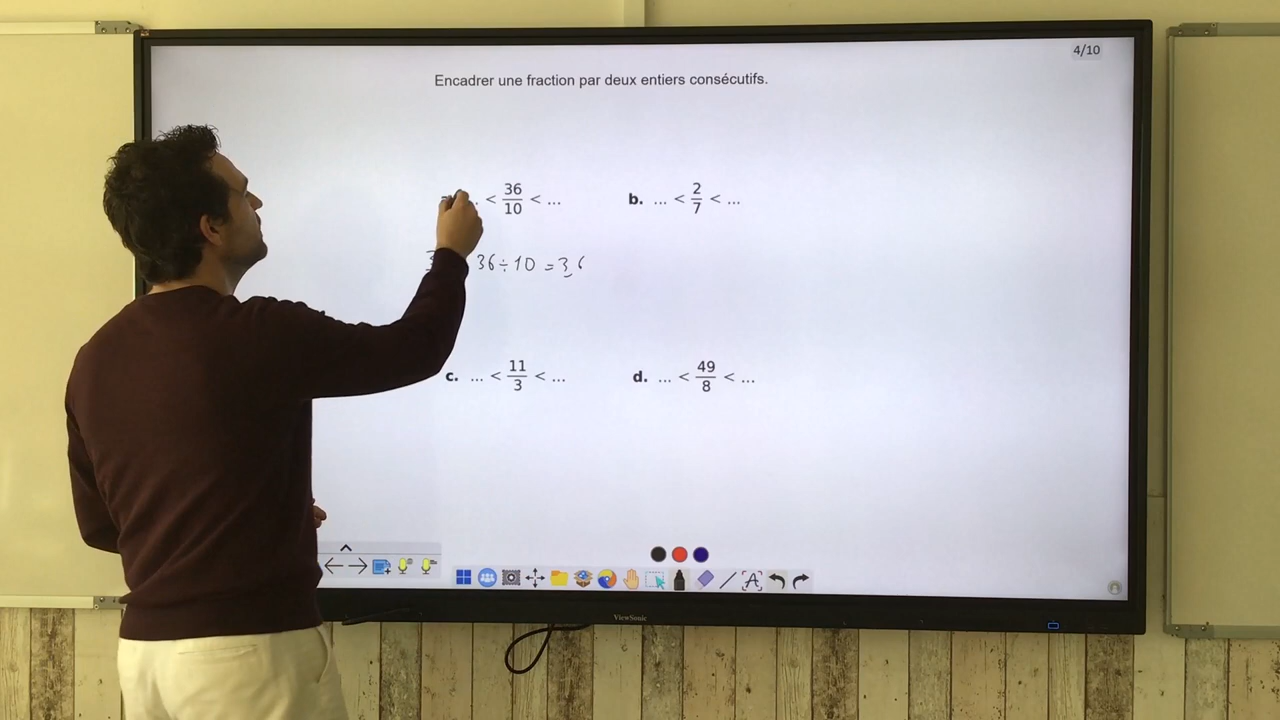 4/10
Encadrer une fraction par deux entiers consécutifs.
< 36/10 < ... b. ... < 2/7 < ...
36÷10 = 3,6
c. ... < 11/3 < ... d. ... < 49/8 < ...
ViewSonic